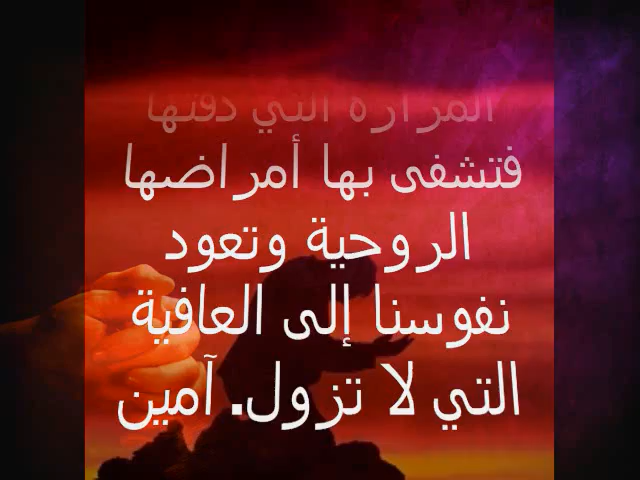 المرارة التي ذقتها
فتشفى بها أمراضها
الروحية وتعود
نفوسنا إلى العافية
التي لا تزول. آمين